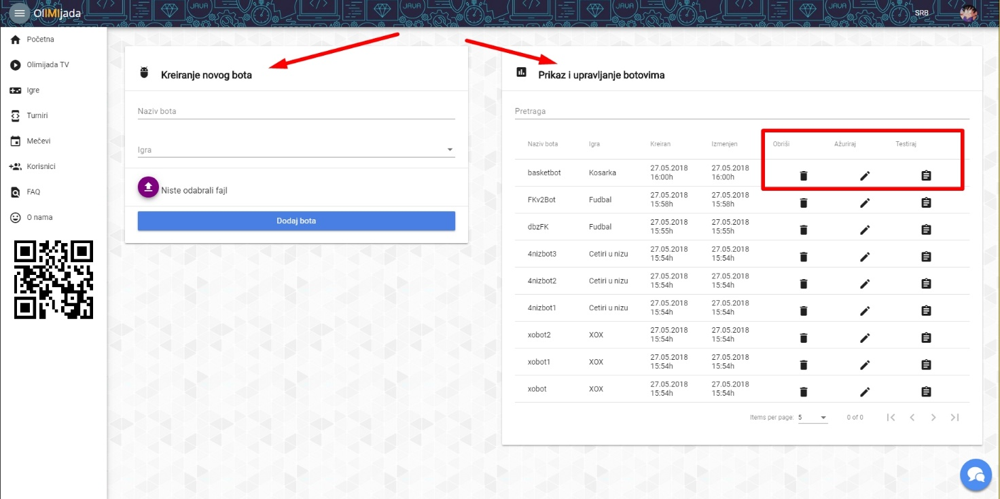 OlIMIjada
JAVA
JAVA
JAVA
JAVA
JAVA
SRB
Početna
Olimijada TV
Igre
Turniri
Mečevi
Korisnici
FAQ
O nama
Kreiranje novog bota
Naziv bota
Igra
Niste odabrali fajl
Dodaj bota
Prikaz i upravljanje botovima
Pretraga
Naziv bota Igra Kreiran Izmenjen Obriši Ažuriraj Testiraj
basketbot Kosarka 27.05.2018 27.05.2018
16:00h 16:00h
FKv2Bot Fudbal 27.05.2018 27.05.2018
15:58h 15:58h
dbzFK Fudbal 27.05.2018 27.05.2018
15:55h 15:55h
4nizbot3 Cetiri u nizu 27.05.2018 27.05.2018
15:54h 15:54h
4nizbot2 Cetiri u nizu 27.05.2018 27.05.2018
15:54h 15:54h
4nizbot1 Cetiri u nizu 27.05.2018 27.05.2018
15:54h 15:54h
xobot2 XOX 27.05.2018 27.05.2018
15:54h 15:54h
xobot1 XOX 27.05.2018 27.05.2018
15:54h 15:54h
xobot XOX 27.05.2018 27.05.2018
15:54h 15:54h
Items per page: 5 0 of 0